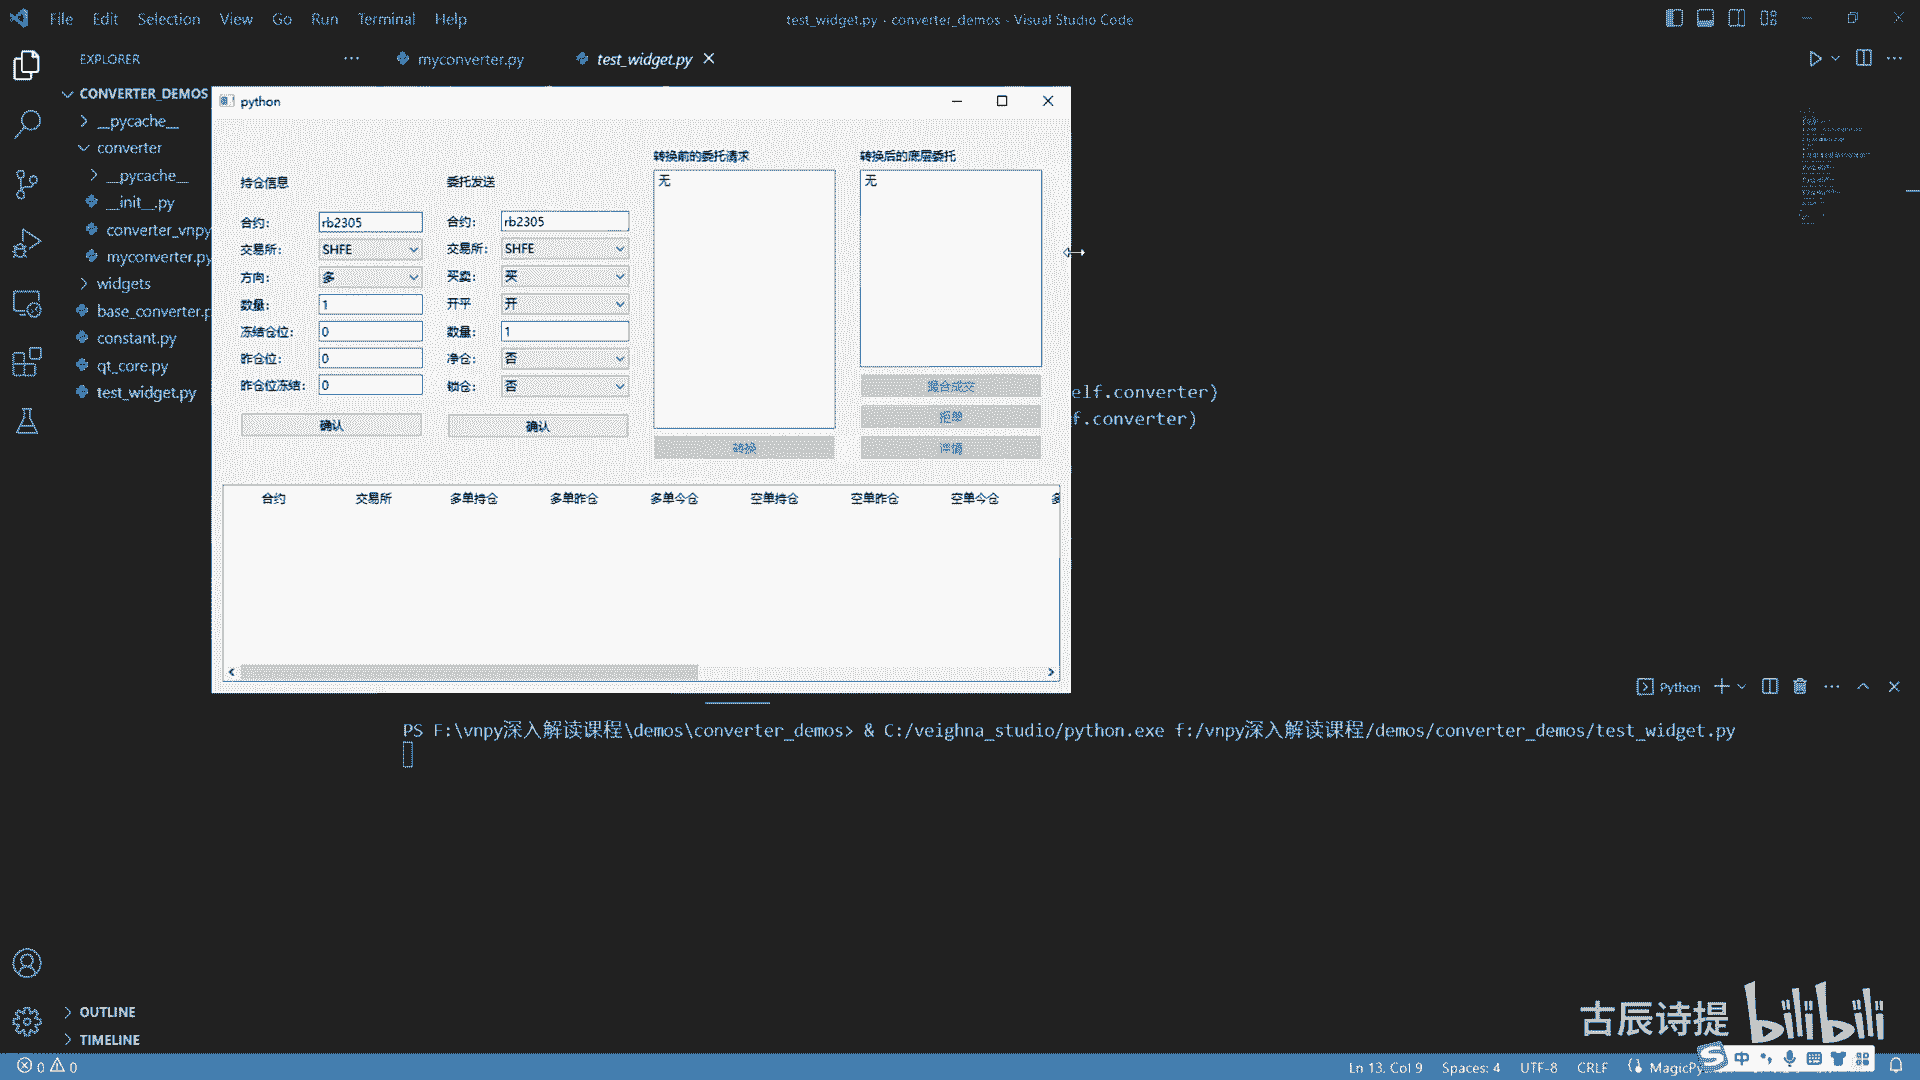 File Edit Selection View Go Run Terminal Help
test_widget.py - converter_demos - Visual Studio Code
EXPLORER
myconverter.py
test_widget.py
CONVERTER_DEMOS
__pycache__
converter
__pycache__
__init__.py
converter_vnpy
myconverter.py
widgets
base_converter.p
constant.py
qt_core.py
test_widget.py
python
持仓信息
合约: rb2305
交易所: SHFE
方向: 多
数量: 1
冻结仓位: 0
昨仓位: 0
昨仓位冻结: 0
确认
委托发送
合约: rb2305
交易所: SHFE
买卖: 买
开平 开
数量: 1
净仓: 否
锁仓: 否
确认
转换前的委托请求
无
转换
转换后的底层委托
无
撮合成交
拒单
详情
合约 交易所 多单持仓 多单昨仓 多单今仓 空单持仓 空单昨仓 空单今仓
elf.converter)
f.converter)
Python
PS F:\vnpy深入解读课程\demos\converter_demos> & C:/veighna_studio/python.exe f:/vnpy深入解读课程/demos/converter_demos/test_widget.py
OUTLINE
TIMELINE
古辰诗提 bilibili
0 0
Ln 13, Col 9 Spaces: 4 UTF-8 CRLF MagicPy
S 中